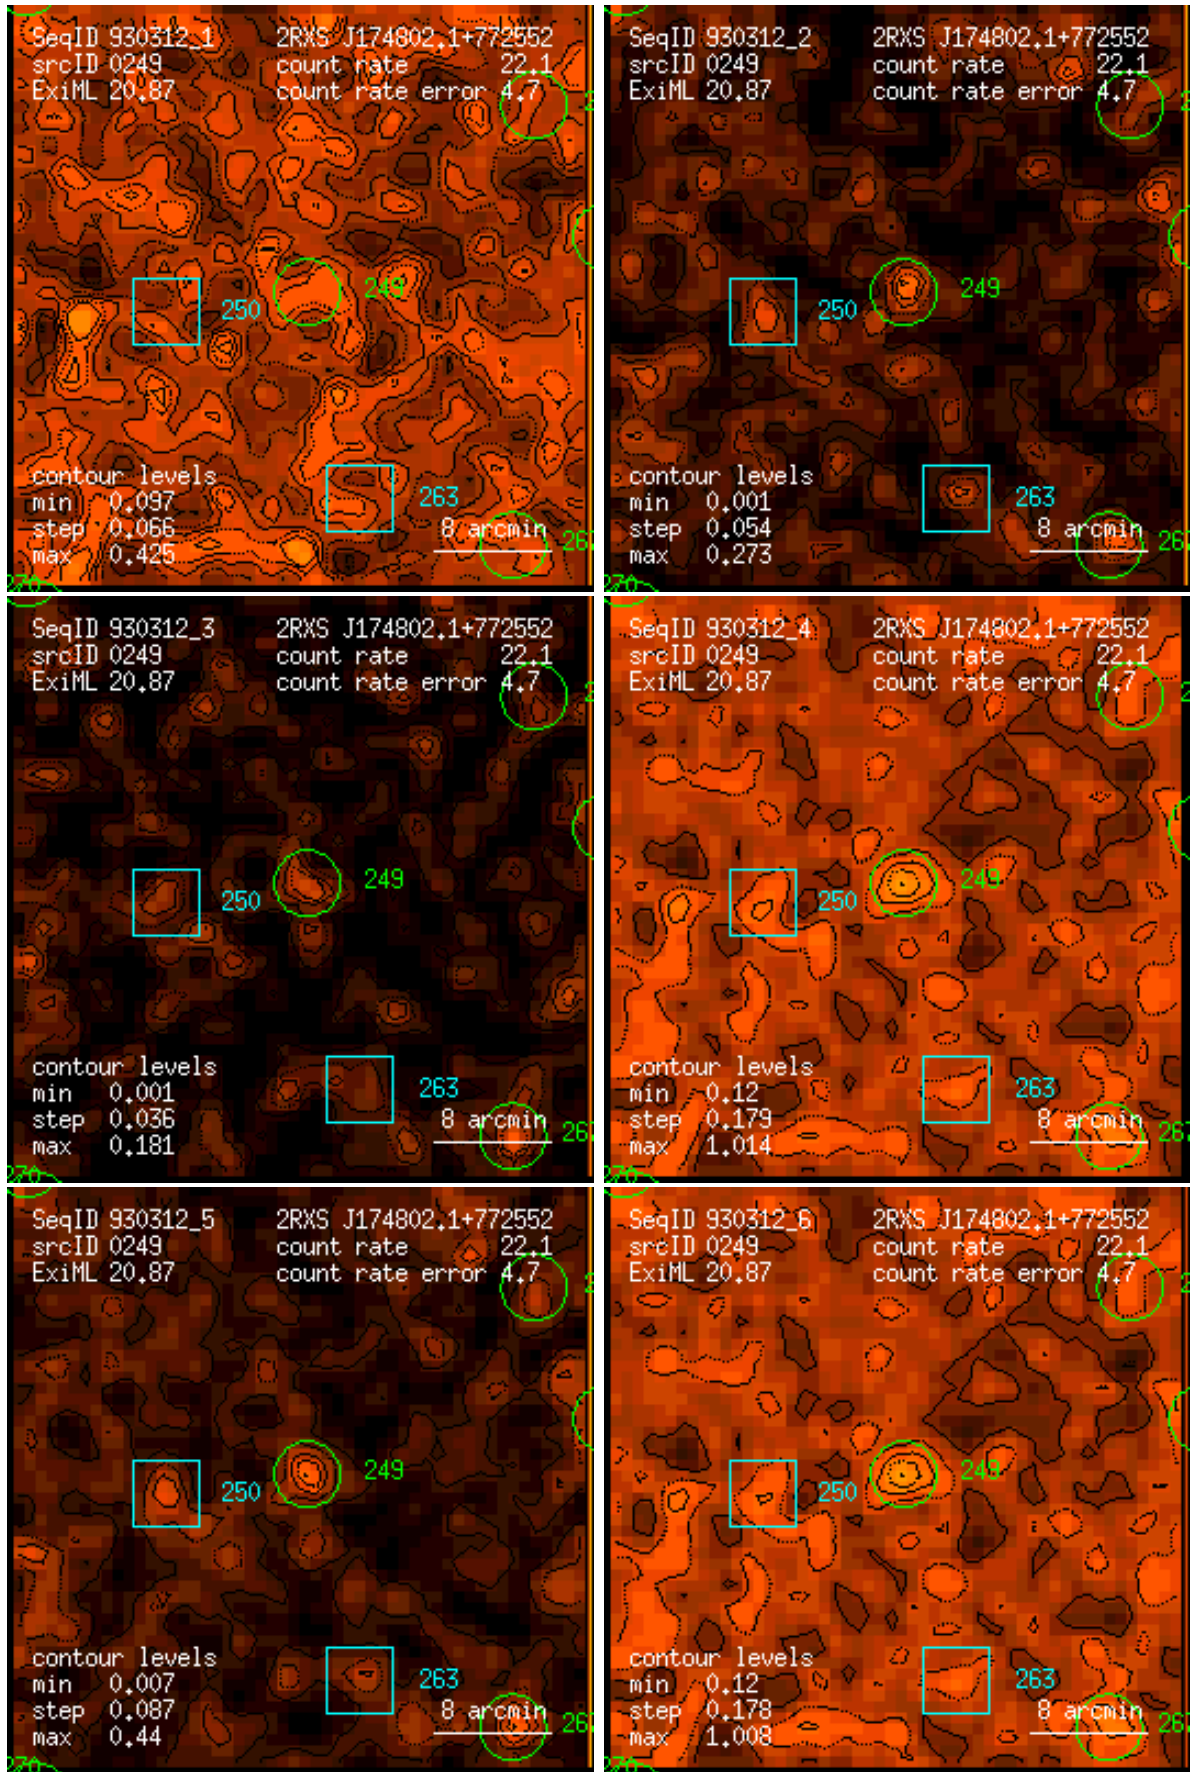 SeqID 930312_1 2RXS J174802.1+772552
srcID 0249 count rate 22.1
ExiML 20.87 count rate error 4.7
249
250
contour levels
min 0.097
263
step 0.066
8 arcmin
max 0.425
270
SeqID 930312_2 2RXS J174802.1+772552
srcID 0249 count rate 22.1
ExiML 20.87 count rate error 4.7
249
250
contour levels
min 0.001
263
step 0.054
8 arcmin
max 0.273
SeqID 930312_3 2RXS J174802.1+772552
srcID 0249 count rate 22.1
ExiML 20.87 count rate error 4.7
249
250
contour levels
min 0.001
263
step 0.036
8 arcmin
max 0.181
270
SeqID 930312_4 2RXS J174802.1+772552
srcID 0249 count rate 22.1
ExiML 20.87 count rate error 4.7
249
250
contour levels
min 0.12
263
step 0.179
8 arcmin
max 1.014
SeqID 930312_5 2RXS J174802.1+772552
srcID 0249 count rate 22.1
ExiML 20.87 count rate error 4.7
249
250
contour levels
min 0.007
263
step 0.087
8 arcmin
max 0.44
270
SeqID 930312_6 2RXS J174802.1+772552
srcID 0249 count rate 22.1
ExiML 20.87 count rate error 4.7
249
250
contour levels
min 0.12
263
step 0.178
8 arcmin
max 1.008